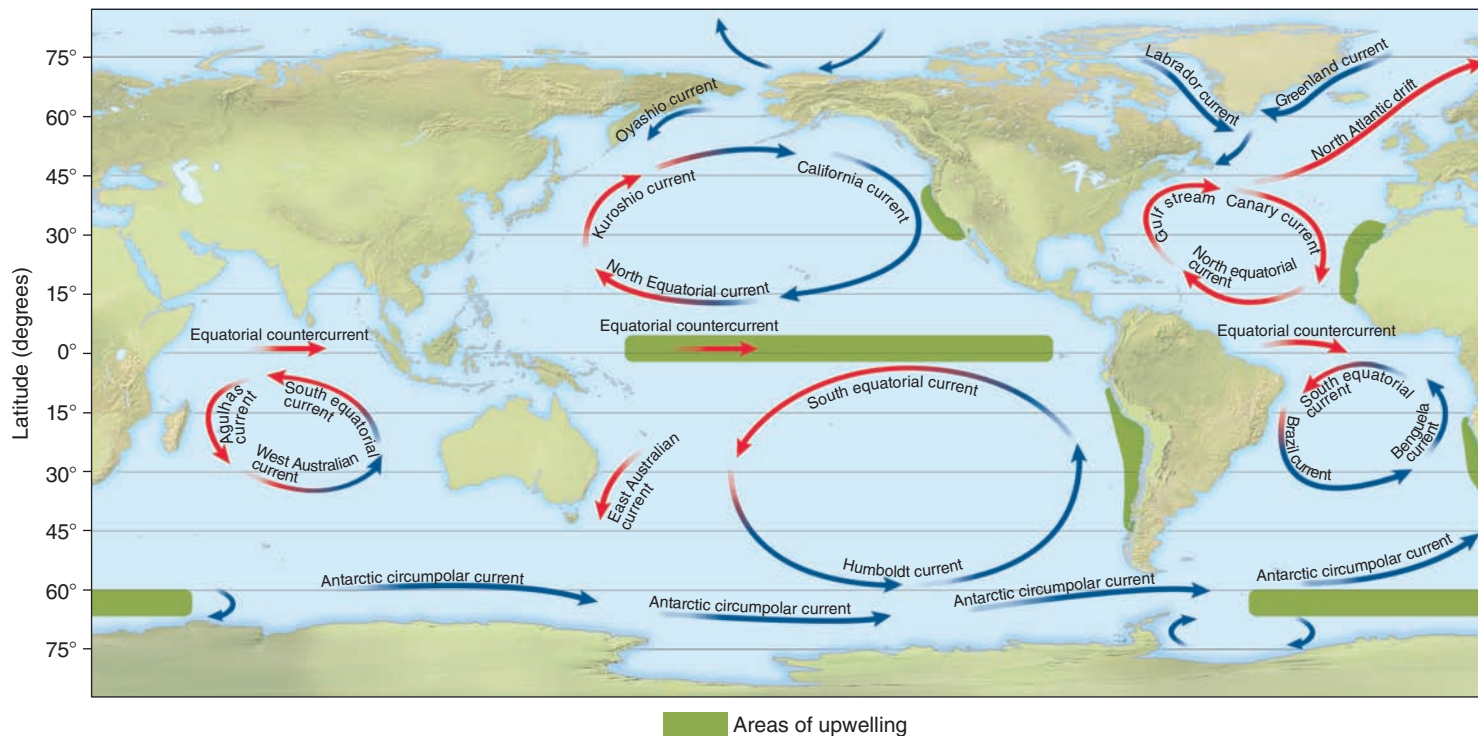 Latitude (degrees)
75°
60°
45°
30°
15°
0°
15°
30°
45°
60°
75°
Oyashio current
Kuroshio current
California current
North Equatorial current
Labrador current
Greenland current
North Atlantic drift
Gulf stream
Canary current
North equatorial
current
Equatorial countercurrent
Equatorial countercurrent
Equatorial countercurrent
Agulhas
current
South equatorial
current
West Australian
current
East Australian
current
South equatorial current
Humboldt current
South equatorial
current
Brazil current
Benguela
current
Antarctic circumpolar current
Antarctic circumpolar current
Antarctic circumpolar current
Antarctic circumpolar current
Areas of upwelling